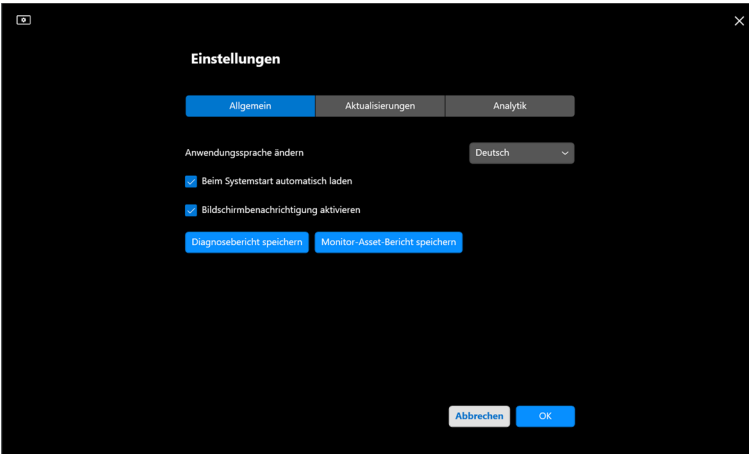 Einstellungen
Allgemein Aktualisierungen Analytik
Anwendungssprache ändern Deutsch
Beim Systemstart automatisch laden
Bildschirmbenachrichtigung aktivieren
Diagnosebericht speichern Monitor-Asset-Bericht speichern
Abbrechen OK